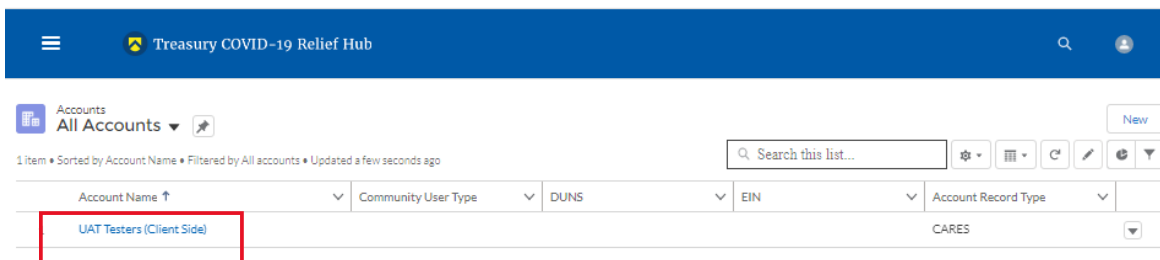 Treasury COVID-19 Relief Hub
Accounts
All Accounts
New
1 item • Sorted by Account Name • Filtered by All accounts • Updated a few seconds ago
Search this list...
Account Name ↑ Community User Type DUNS EIN Account Record Type
UAT Testers (Client Side) CARES